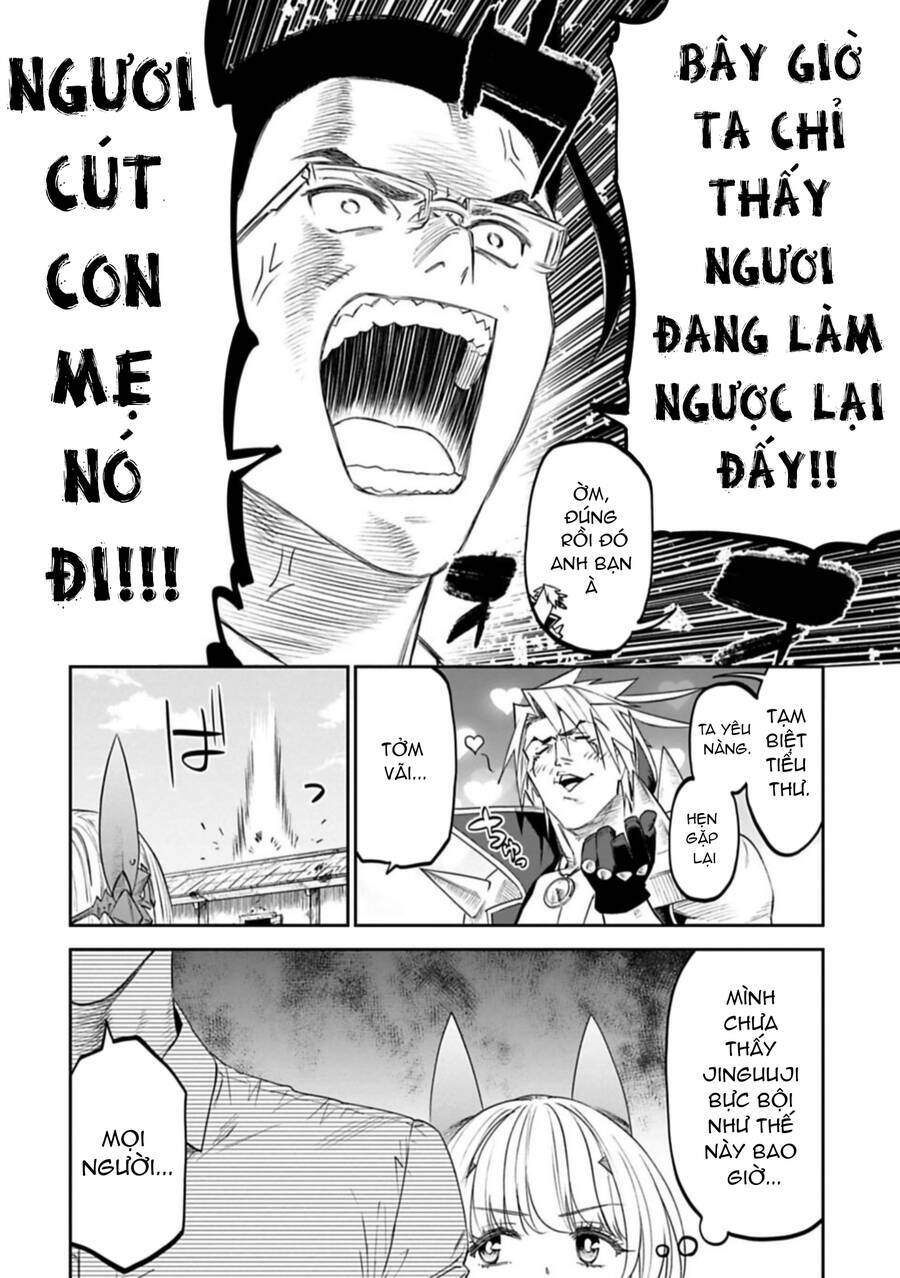 BÂY GIỜ
TA CHỈ
THẤY
NGƯƠI
ĐANG LÀM
NGƯỢC LẠI
ĐẤY!!
NGƯƠI
CÚT
CON
MẸ
NÓ
ĐI!!!
ỜM,
ĐÚNG
RỒI ĐÓ
ANH BẠN
À
TẠM
BIỆT
TIỂU
THƯ.
TA YÊU
NÀNG.
HẸN
GẶP
LẠI
TỞM
VÃI...
ば
MÌNH
CHƯA
THẤY
JINGUUJI
BỰC BỘI
NHƯ THẾ
NÀY BAO
GIỜ...
MỌI
NGƯỜI...